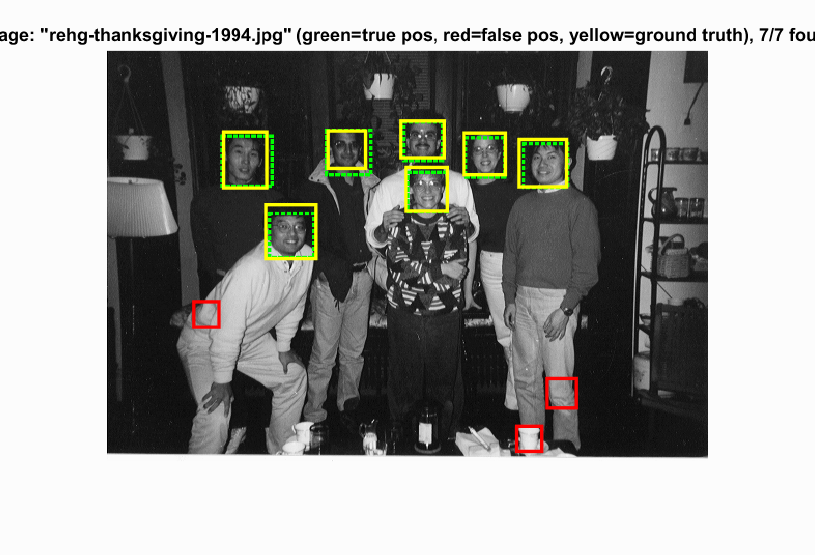 age: "rehg-thanksgiving-1994.jpg" (green=true pos, red=false pos, yellow=ground truth), 7/7 fou